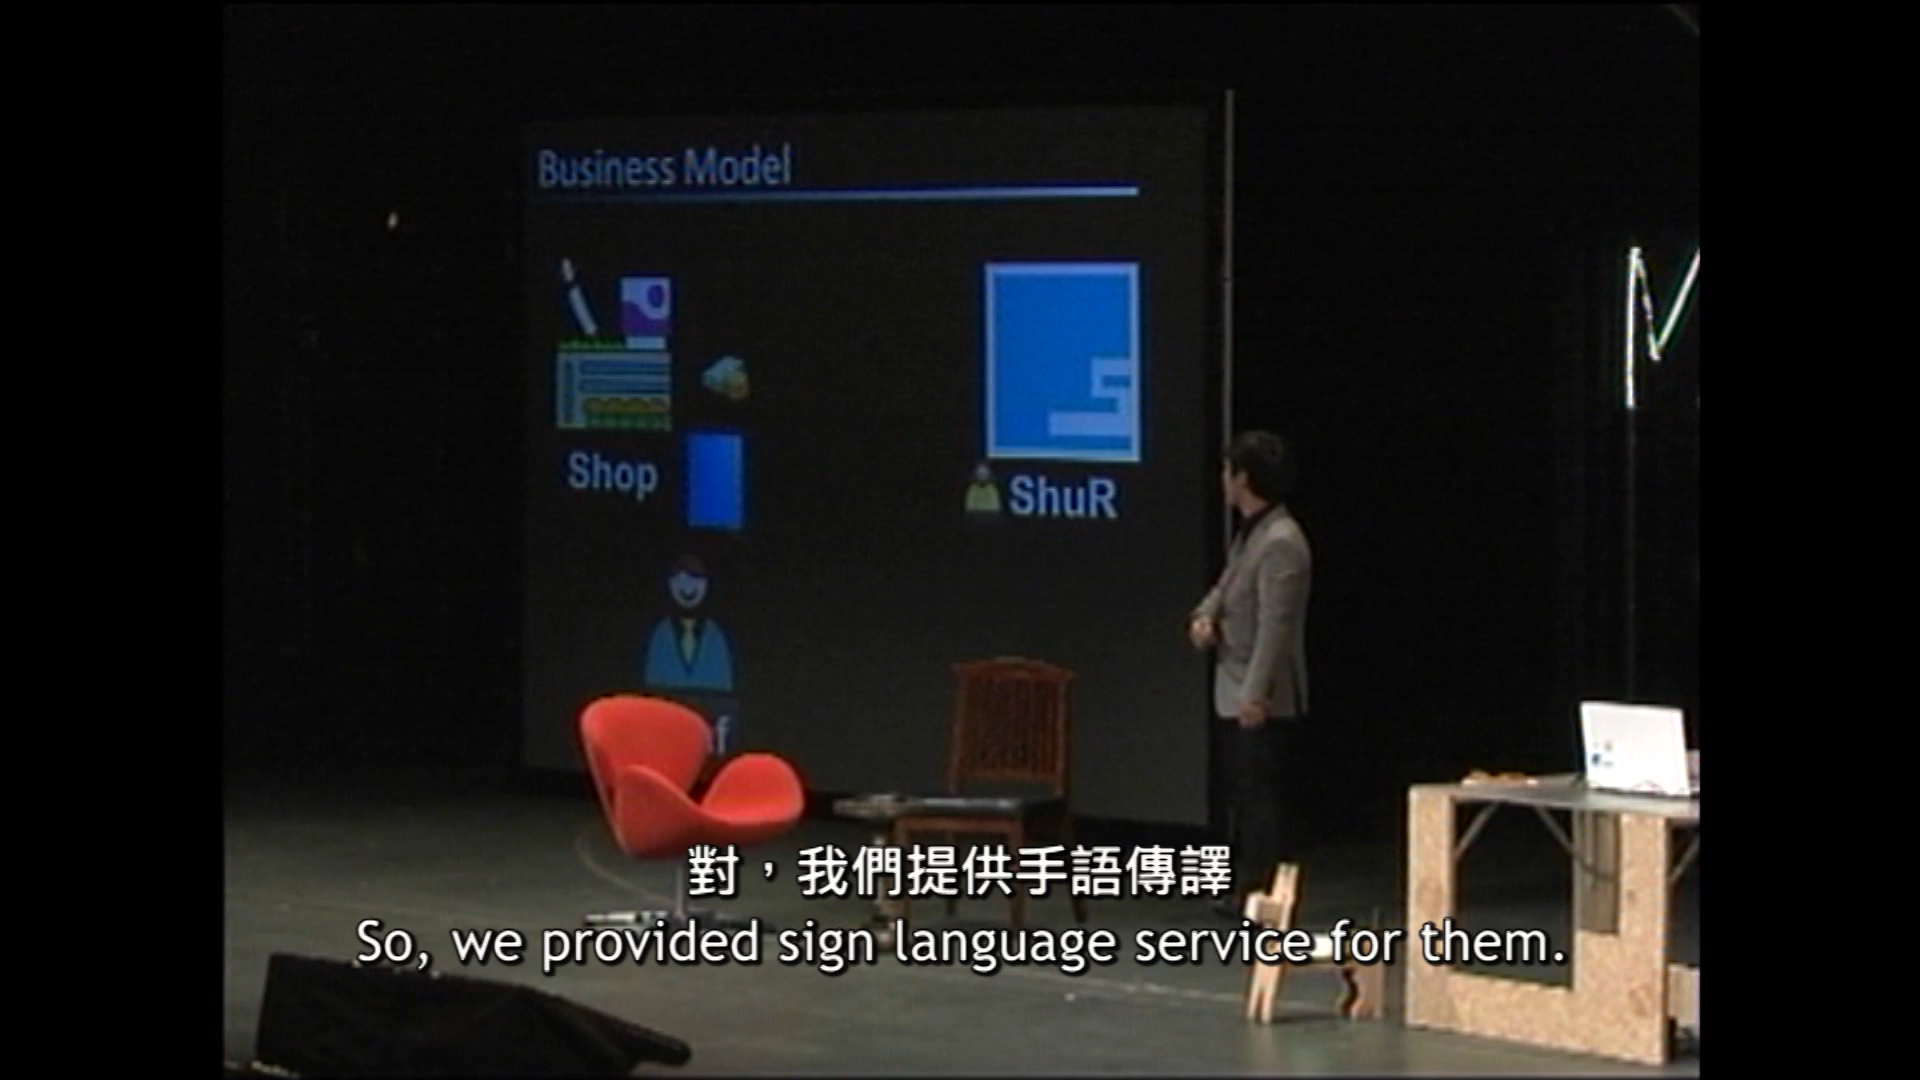 Business Model
Shop
ShuR
對，我們提供手語傳譯
So, we provided sign language service for them.